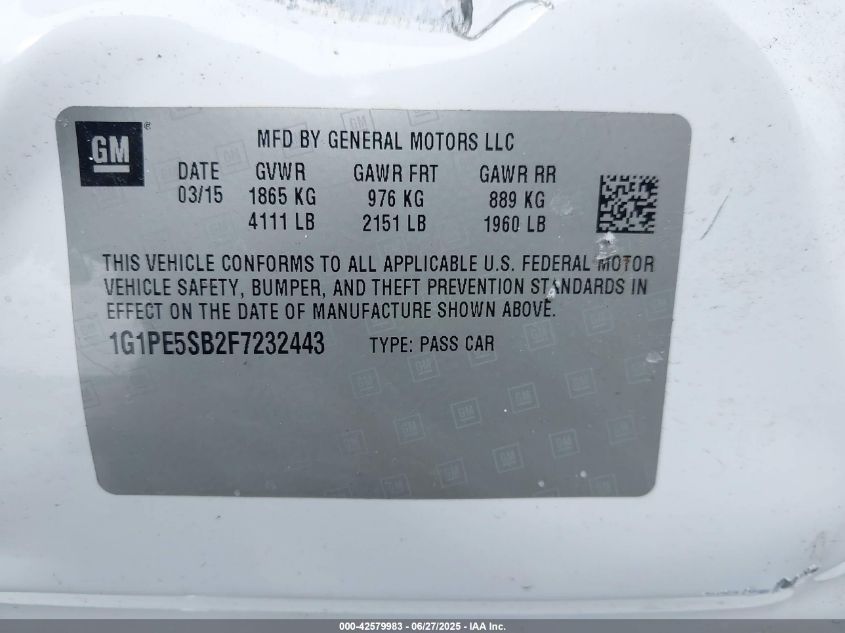 GM®
MFD BY GENERAL MOTORS LLC
DATE GVWR GAWR FRT GAWR RR
03/15 1865 KG 976 KG 889 KG
4111 LB 2151 LB 1960 LB
THIS VEHICLE CONFORMS TO ALL APPLICABLE U.S. FEDERAL MOTOR
VEHICLE SAFETY, BUMPER, AND THEFT PREVENTION STANDARDS IN
EFFECT ON THE DATE OF MANUFACTURE SHOWN ABOVE.
1G1PE5SB2F7232443 TYPE: PASS CAR
000-42579983 | 06/27/2025 - IAA Inc.